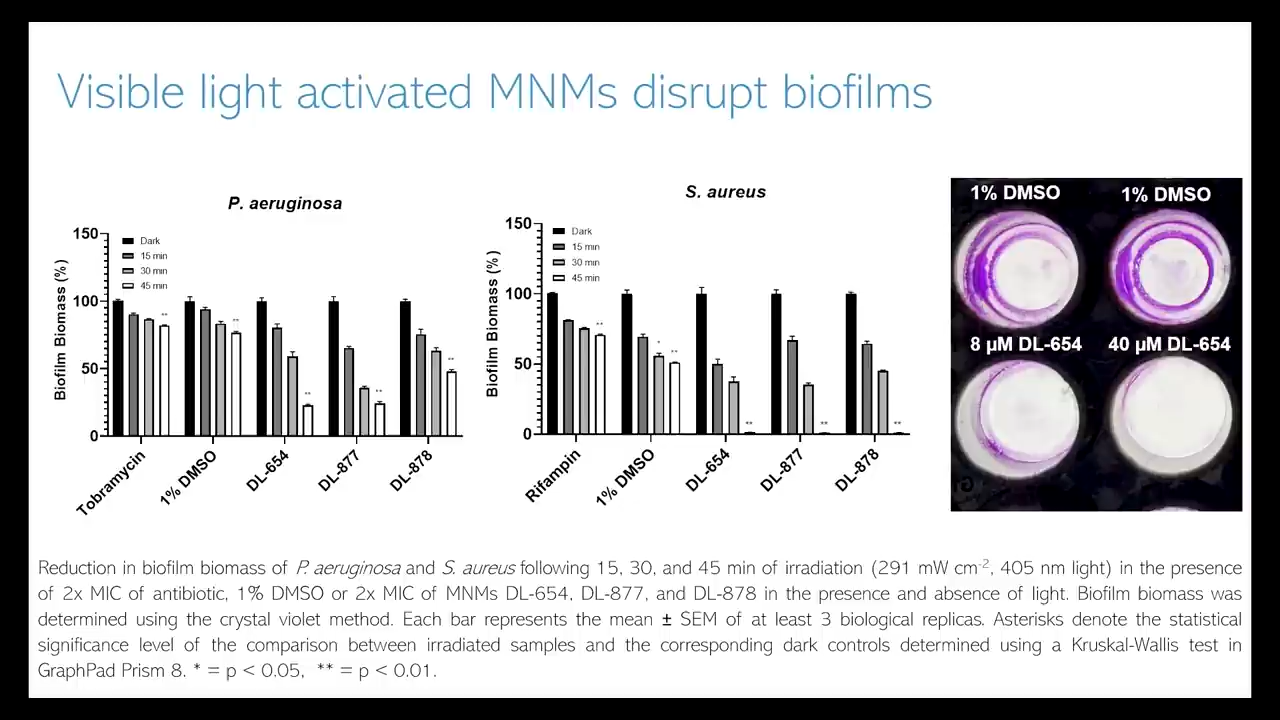 Visible light activated MNMs disrupt biofilms
P. aeruginosa
150
100
50
0
Biofilm Biomass (%)
Dark
15 min
30 min
45 min
**
**
**
**
**
Tobramycin
1% DMSO
DL-654
DL-877
DL-878
S. aureus
150
100
50
0
Biofilm Biomass (%)
Dark
15 min
30 min
45 min
**
*
**
**
**
**
Rifampin
1% DMSO
DL-654
DL-877
DL-878
1% DMSO
1% DMSO
8 µM DL-654
40 µM DL-654
Reduction in biofilm biomass of P. aeruginosa and S. aureus following 15, 30, and 45 min of irradiation (291 mW cm-2, 405 nm light) in the presence
of 2x MIC of antibiotic, 1% DMSO or 2x MIC of MNMs DL-654, DL-877, and DL-878 in the presence and absence of light. Biofilm biomass was
determined using the crystal violet method. Each bar represents the mean ± SEM of at least 3 biological replicas. Asterisks denote the statistical
significance level of the comparison between irradiated samples and the corresponding dark controls determined using a Kruskal-Wallis test in
GraphPad Prism 8. * = p < 0.05, ** = p < 0.01.